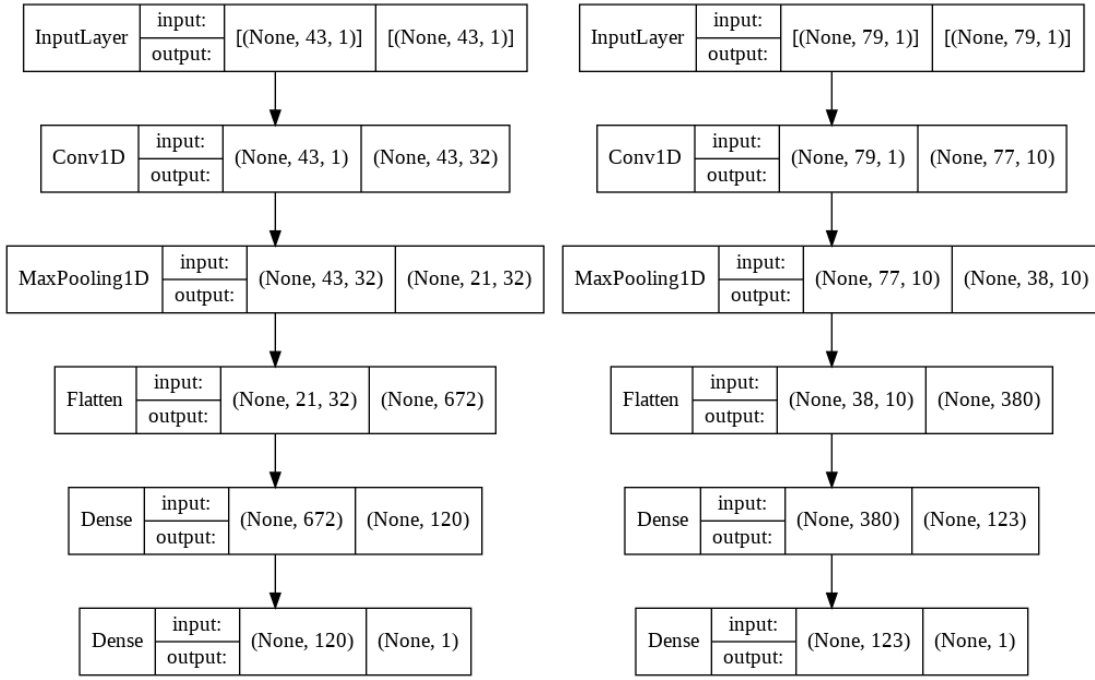 InputLayer input: output: [(None, 43, 1)] [(None, 43, 1)]
Conv1D input: output: (None, 43, 1) (None, 43, 32)
MaxPooling1D input: output: (None, 43, 32) (None, 21, 32)
Flatten input: output: (None, 21, 32) (None, 672)
Dense input: output: (None, 672) (None, 120)
Dense input: output: (None, 120) (None, 1)
InputLayer input: output: [(None, 79, 1)] [(None, 79, 1)]
Conv1D input: output: (None, 79, 1) (None, 77, 10)
MaxPooling1D input: output: (None, 77, 10) (None, 38, 10)
Flatten input: output: (None, 38, 10) (None, 380)
Dense input: output: (None, 380) (None, 123)
Dense input: output: (None, 123) (None, 1)